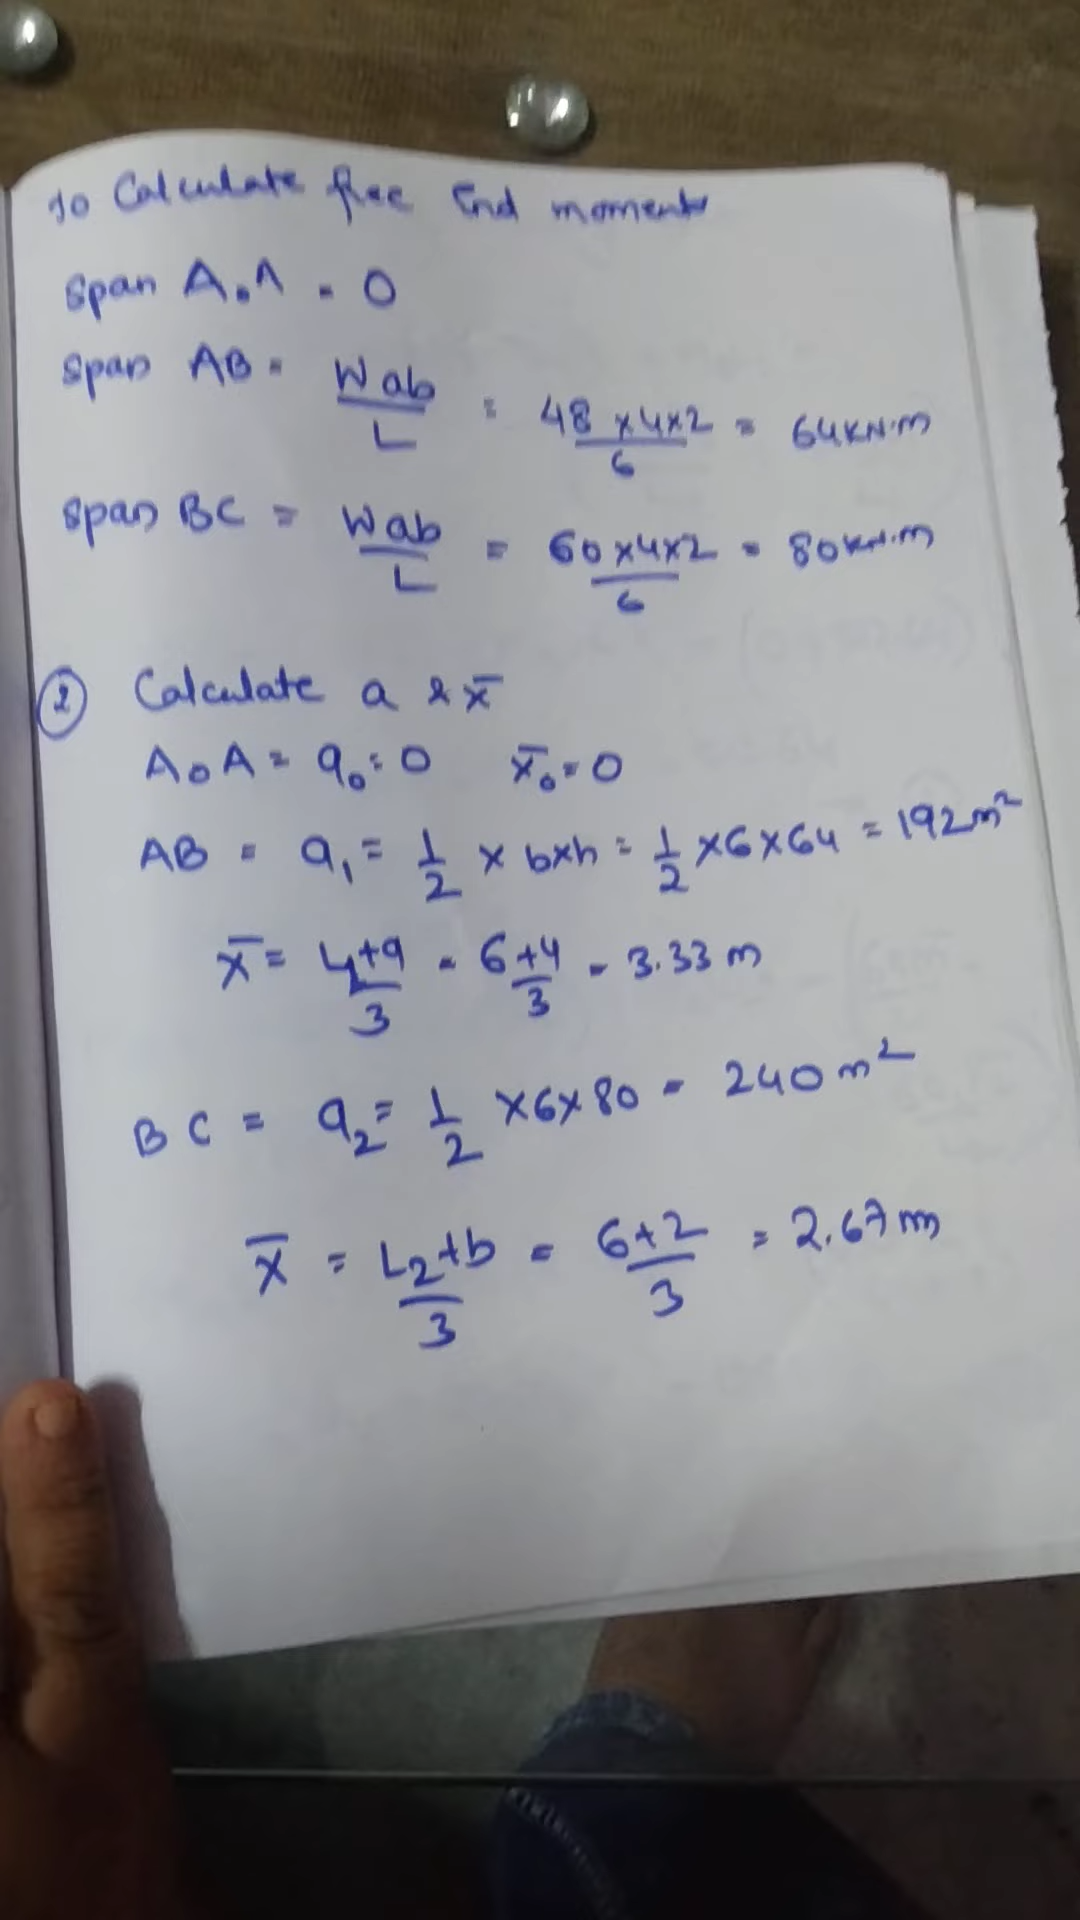 to Calculate free End moments
Span A₀A = 0
Span AB = Wab/L = 48×4×2/6 = 64KN.m
Span BC = Wab/L = 60×4×2/6 = 80KN.m
② Calculate a & x̄
A₀A = a₀ = 0 x̄₀ = 0
AB = a₁ = 1/2 × b×h = 1/2 ×6×64 = 192m²
x̄ = L+a/3 = 6+4/3 = 3.33 m
BC = a₂ = 1/2 ×6×80 = 240m²
x̄ = L₂+b/3 = 6+2/3 = 2.67m